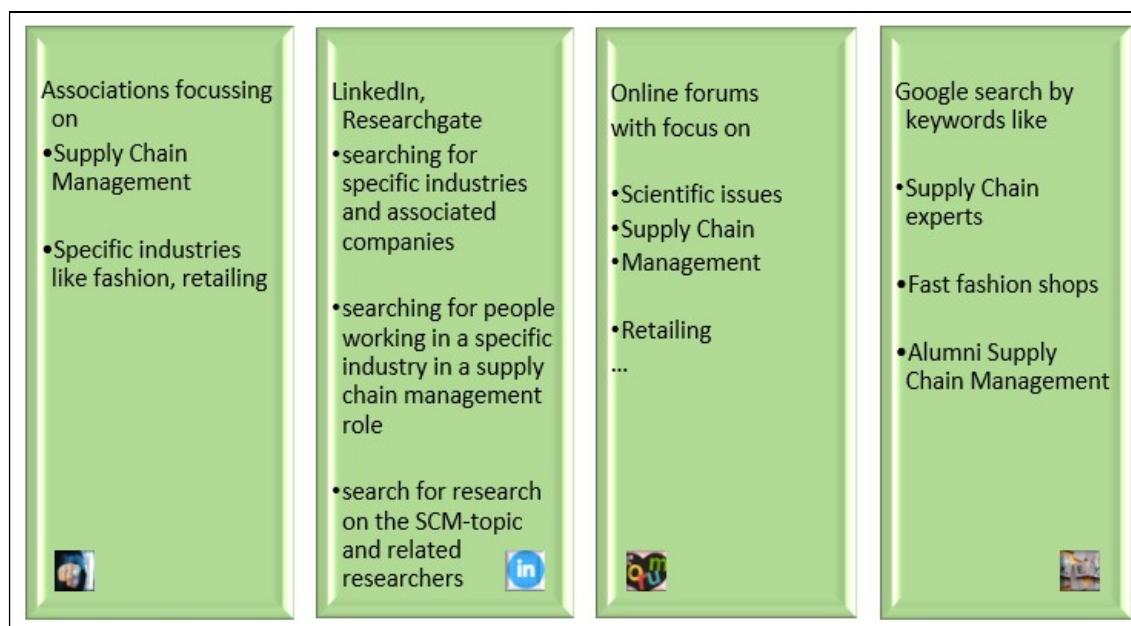 Associations focussing
on
•Supply Chain
Management
•Specific industries
like fashion, retailing
LinkedIn,
Researchgate
•searching for
specific industries
and associated
companies
•searching for people
working in a specific
industry in a supply
chain management
role
•search for research
on the SCM-topic
and related
researchers
in
Online forums
with focus on
•Scientific issues
•Supply Chain
•Management
•Retailing
...
Google search by
keywords like
•Supply Chain
experts
•Fast fashion shops
•Alumni Supply
Chain Management